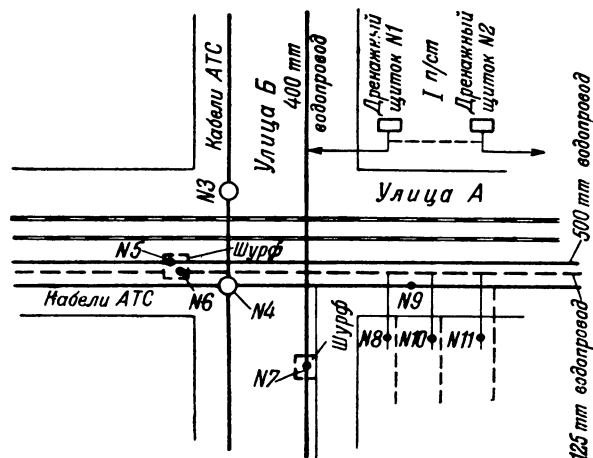 Кабели АТС
Улица Б
400 mm
водопровод
Дренажный
щиток N1
I п/ст
Дренажный
щиток N2
N3
Улица А
500 mm водопровод
N5
Шурф
N6
Кабели АТС
N4
N9
Шурф
N8
N10
N11
N7
125 mm водопровод